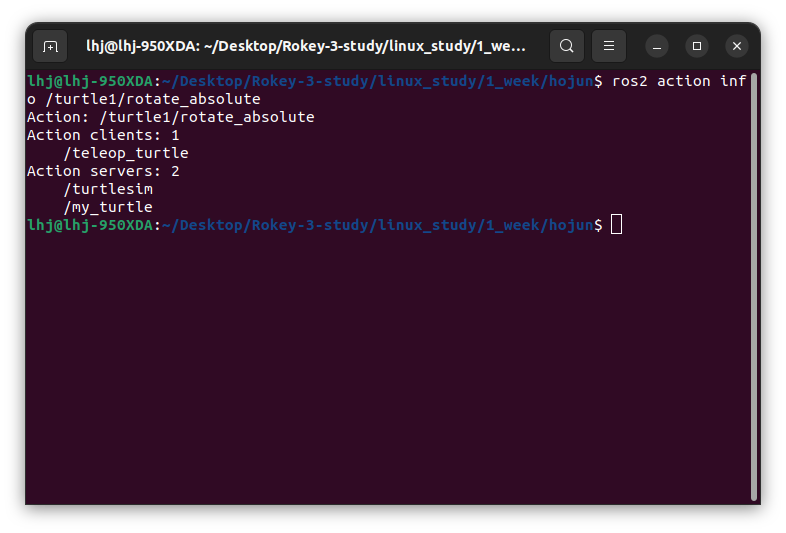 lhj@lhj-950XDA: ~/Desktop/Rokey-3-study/linux_study/1_we...
lhj@lhj-950XDA:~/Desktop/Rokey-3-study/linux_study/1_week/hojun$ ros2 action inf
o /turtle1/rotate_absolute
Action: /turtle1/rotate_absolute
Action clients: 1
    /teleop_turtle
Action servers: 2
    /turtlesim
    /my_turtle
lhj@lhj-950XDA:~/Desktop/Rokey-3-study/linux_study/1_week/hojun$